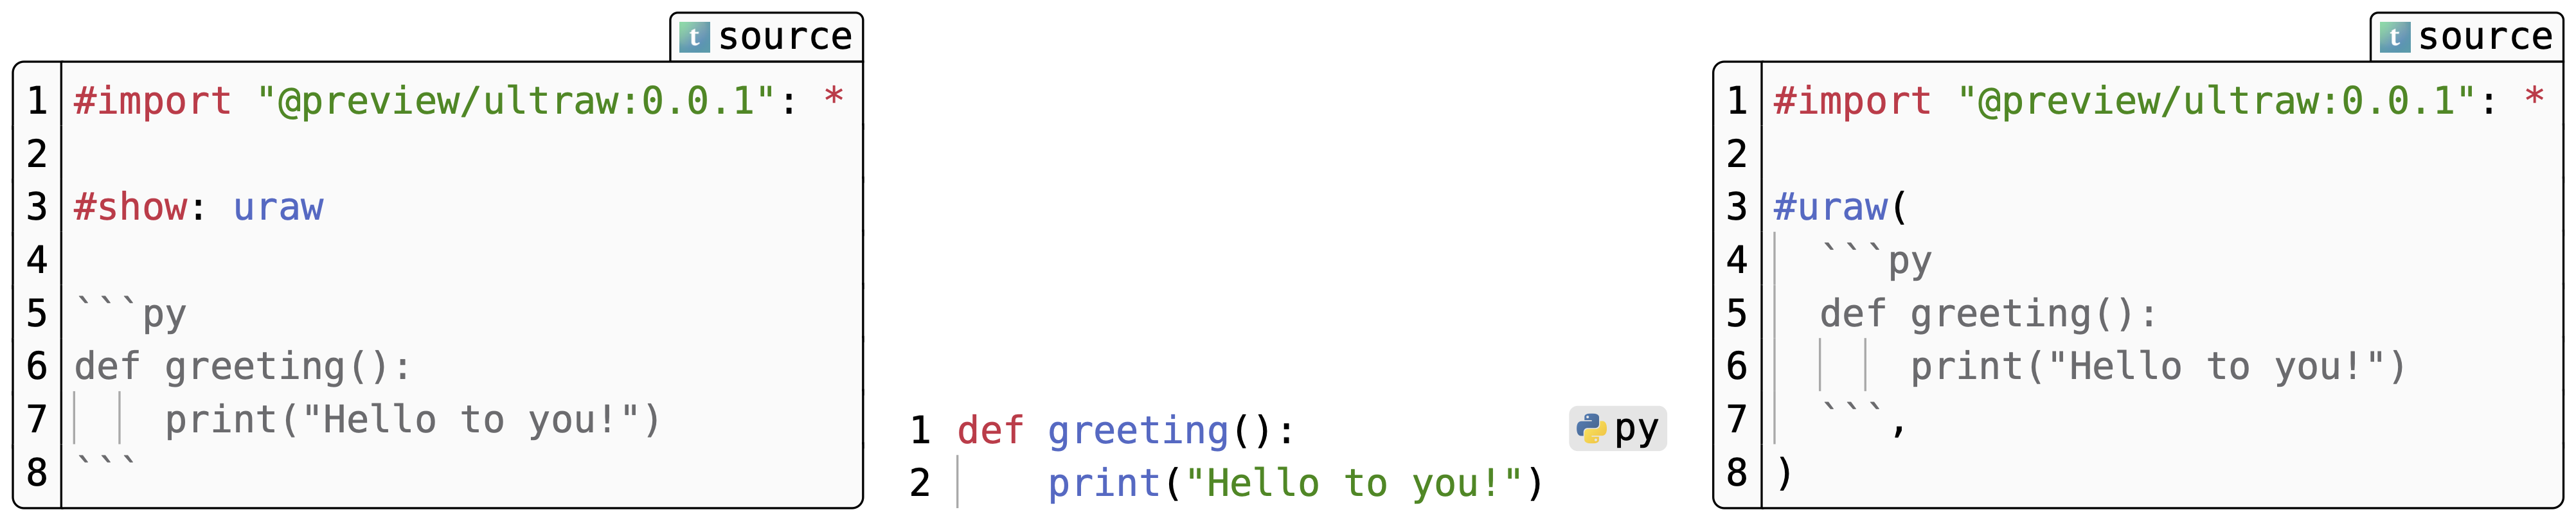 source
1 #import "@preview/ultraw:0.0.1": *
2
3 #show: uraw
4
5 ```py
6 def greeting():
7     print("Hello to you!")
8 ```
1 def greeting():
py
2     print("Hello to you!")
source
1 #import "@preview/ultraw:0.0.1": *
2
3 #uraw(
4   ```py
5   def greeting():
6       print("Hello to you!")
7   ```,
8 )